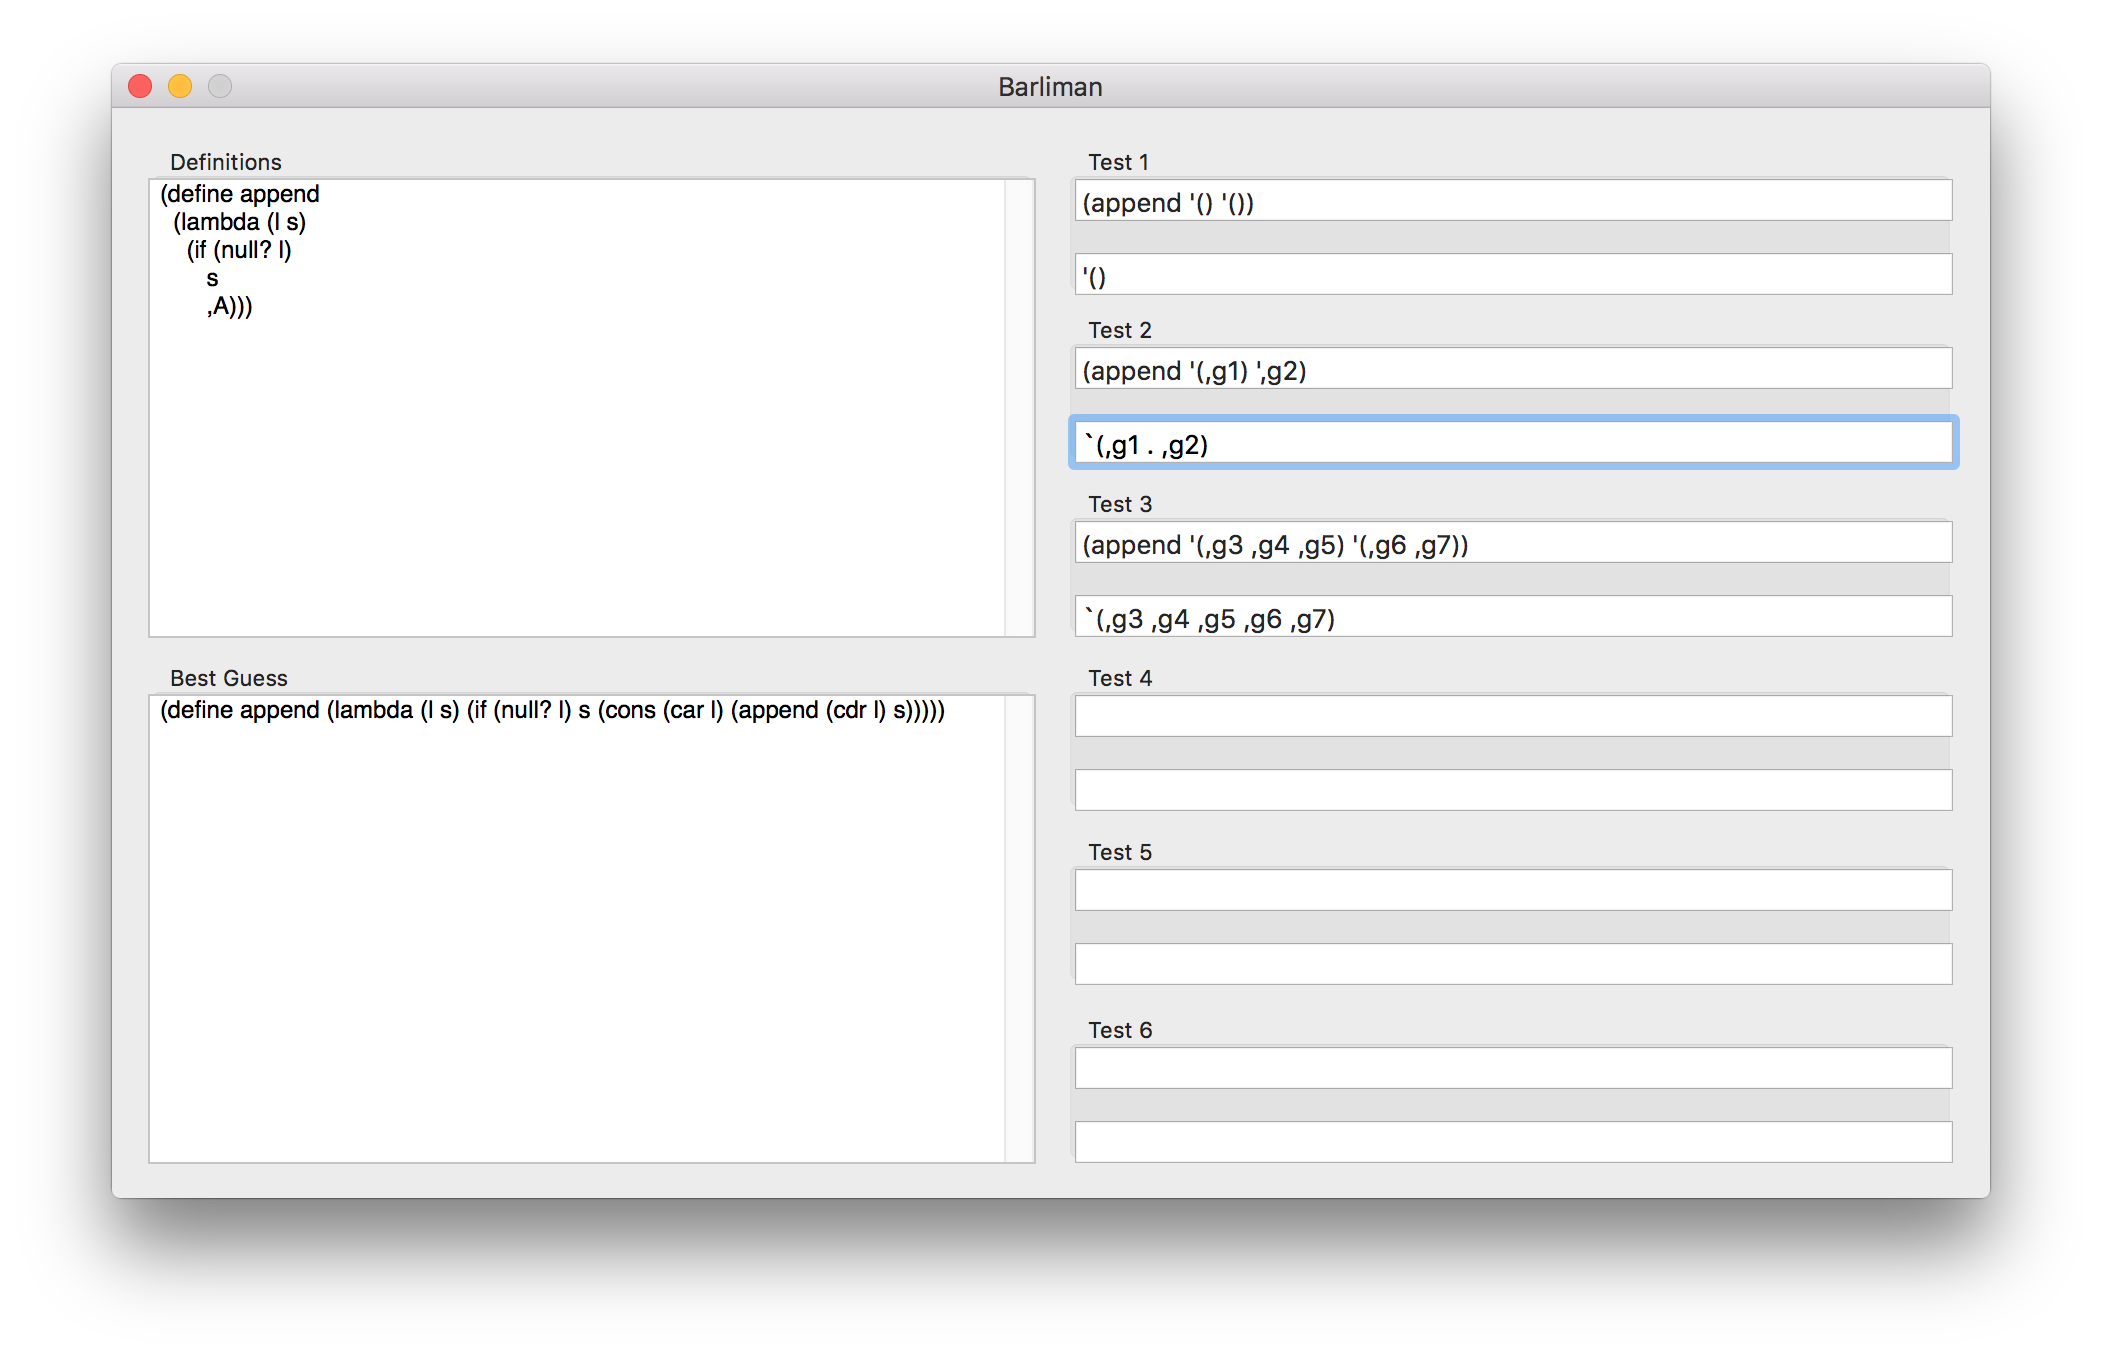 Barliman
Definitions
(define append
(lambda (l s)
(if (null? l)
s
,A)))
Best Guess
(define append (lambda (l s) (if (null? l) s (cons (car l) (append (cdr l) s)))))
Test 1
(append '() '())
'()
Test 2
(append '(,g1) ',g2)
`(,g1 . ,g2)
Test 3
(append '(,g3 ,g4 ,g5) '(,g6 ,g7))
`(,g3 ,g4 ,g5 ,g6 ,g7)
Test 4
Test 5
Test 6